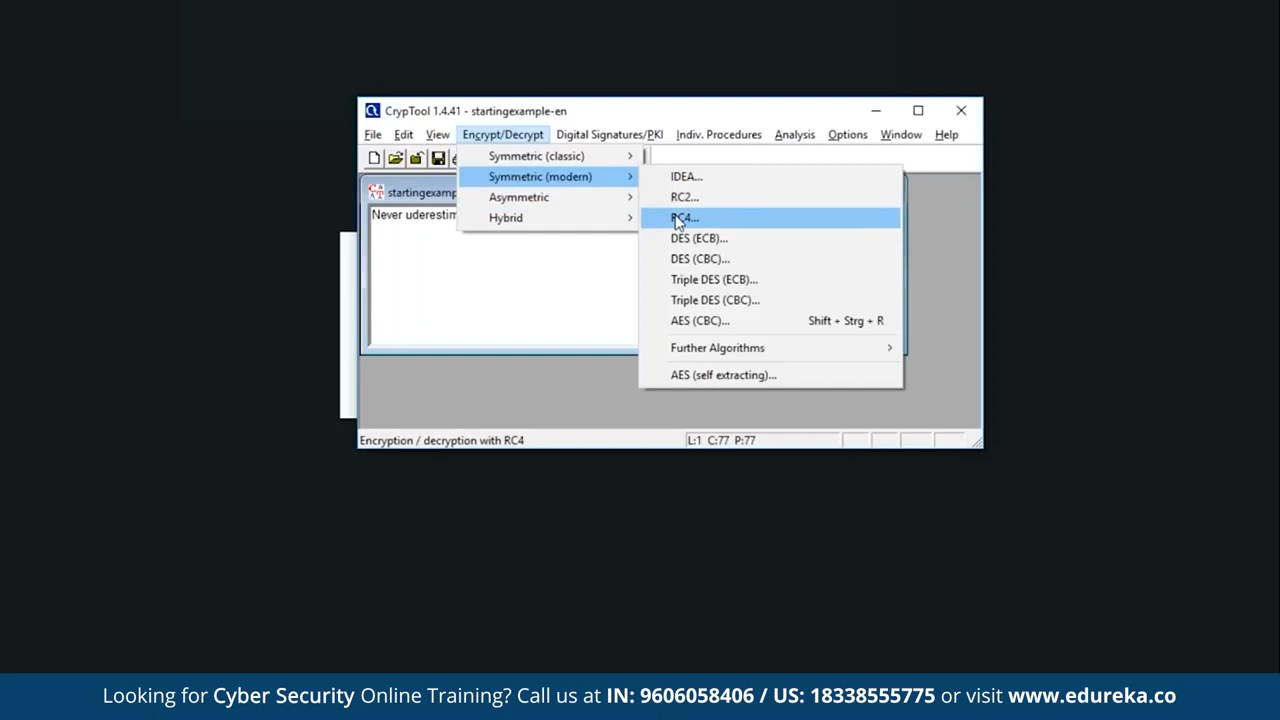 CrypTool 1.4.41 - startingexample-en
File Edit View Encrypt/Decrypt Digital Signatures/PKI Indiv. Procedures Analysis Options Window Help
Symmetric (classic)
Symmetric (modern)
Asymmetric
Hybrid
IDEA...
RC2...
RC4...
DES (ECB)...
DES (CBC)...
Triple DES (ECB)...
Triple DES (CBC)...
AES (CBC)... Shift + Strg + R
Further Algorithms
AES (self extracting)...
startingexamp
Never uderestim
Encryption / decryption with RC4 L:1 C:77 P:77
Looking for Cyber Security Online Training? Call us at IN: 9606058406 / US: 18338555775 or visit www.edureka.co